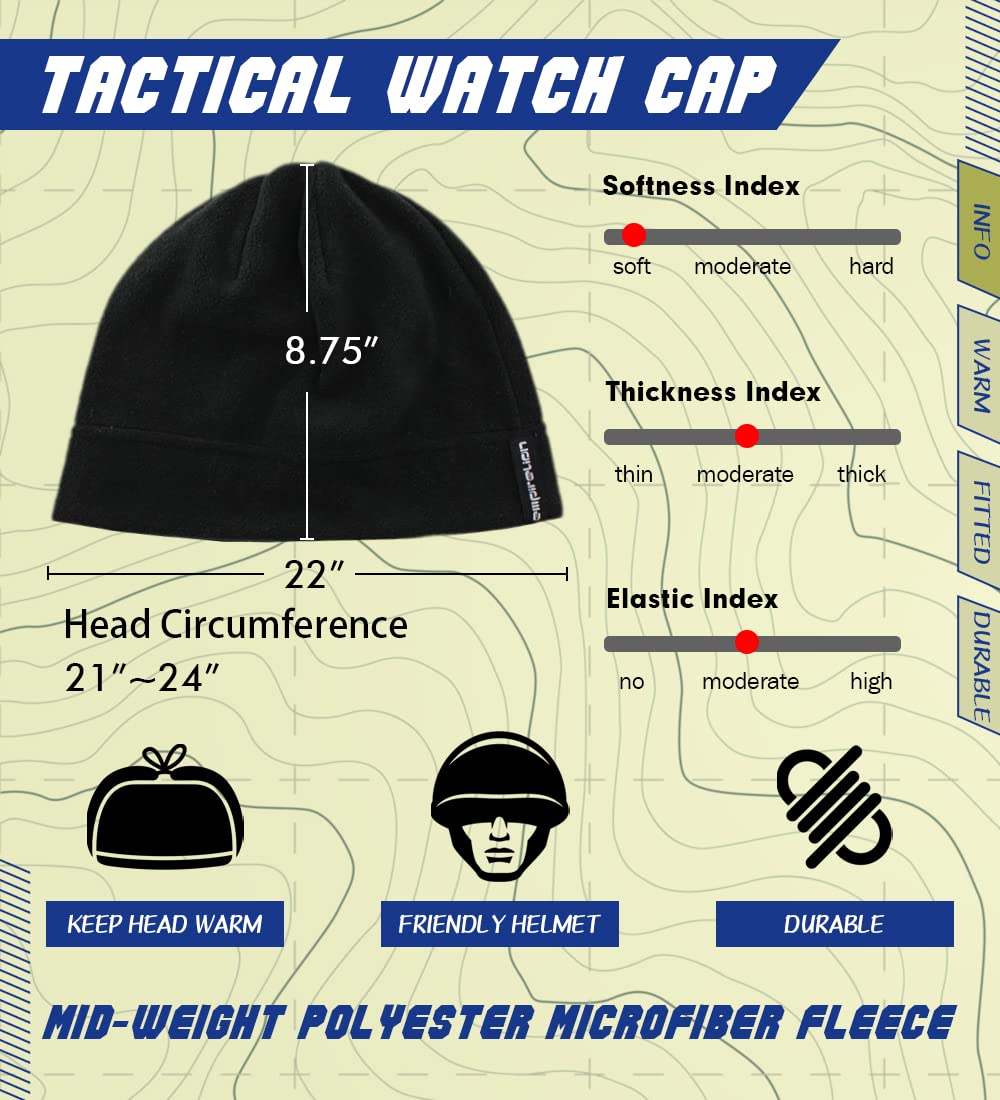 TACTICAL WATCH CAP
Softness Index
soft moderate hard
8.75”
Thickness Index
thin moderate thick
22”
Head Circumference
21”~24”
Elastic Index
no moderate high
INFO
WARM
FITTED
DURABLE
KEEP HEAD WARM
FRIENDLY HELMET
DURABLE
MID-WEIGHT POLYESTER MICROFIBER FLEECE